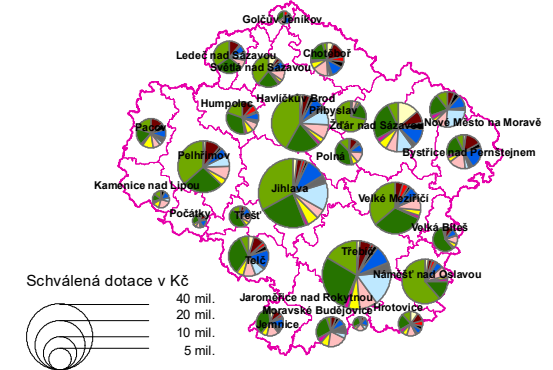 Golčův Jeníkov
Ledeč nad Sázavou
Chotěboř
Světlá nad Sázavou
Havlíčkův Brod
Humpolec
Přibyslav
Žďár nad Sázavou
Nové Město na Moravě
Pacov
Polná
Bystřice nad Pernštejnem
Pelhřimov
Kamenice nad Lipou
Jihlava
Velké Meziříčí
Počátky
Třešť
Velká Bíteš
Třebíč
Telč
Náměšť nad Oslavou
Schválená dotace v Kč
Jaroměřice nad Rokytnou
40 mil.
Moravské Budějovice
Hrotovice
20 mil.
Jemnice
10 mil.
5 mil.